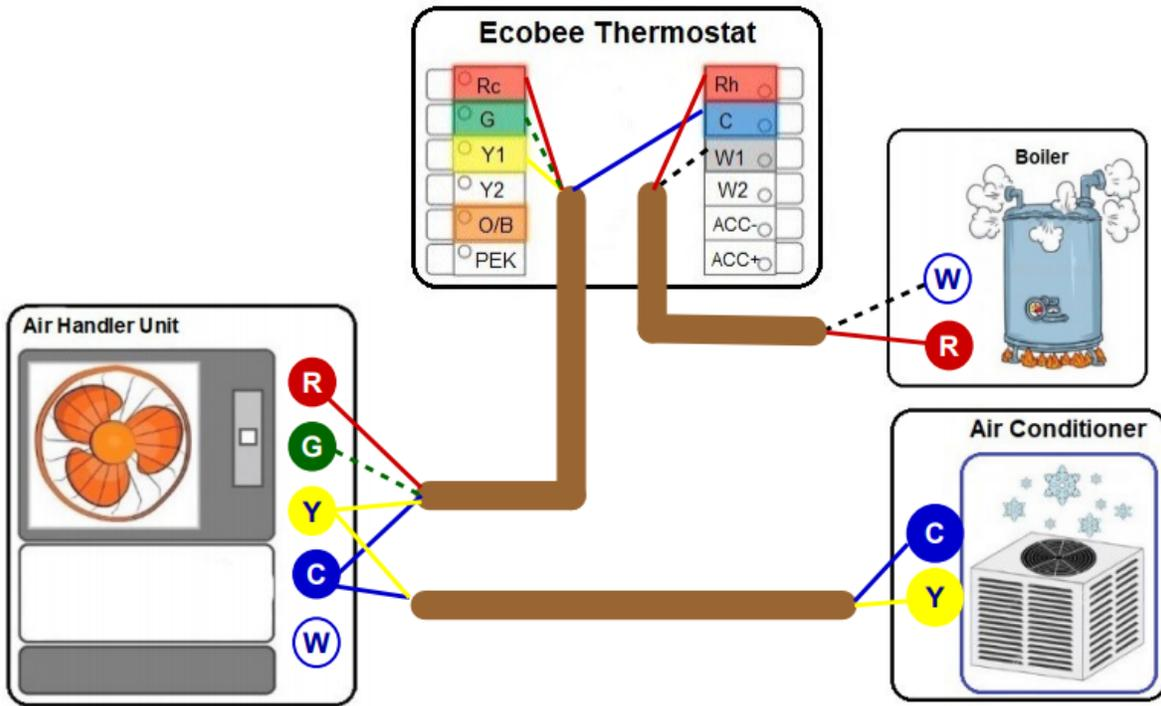 Ecobee Thermostat
Rc
G
Y1
Y2
O/B
PEK
Rh
C
W1
W2
ACC-
ACC+
Boiler
W
R
Air Handler Unit
R
G
Y
C
W
Air Conditioner
C
Y